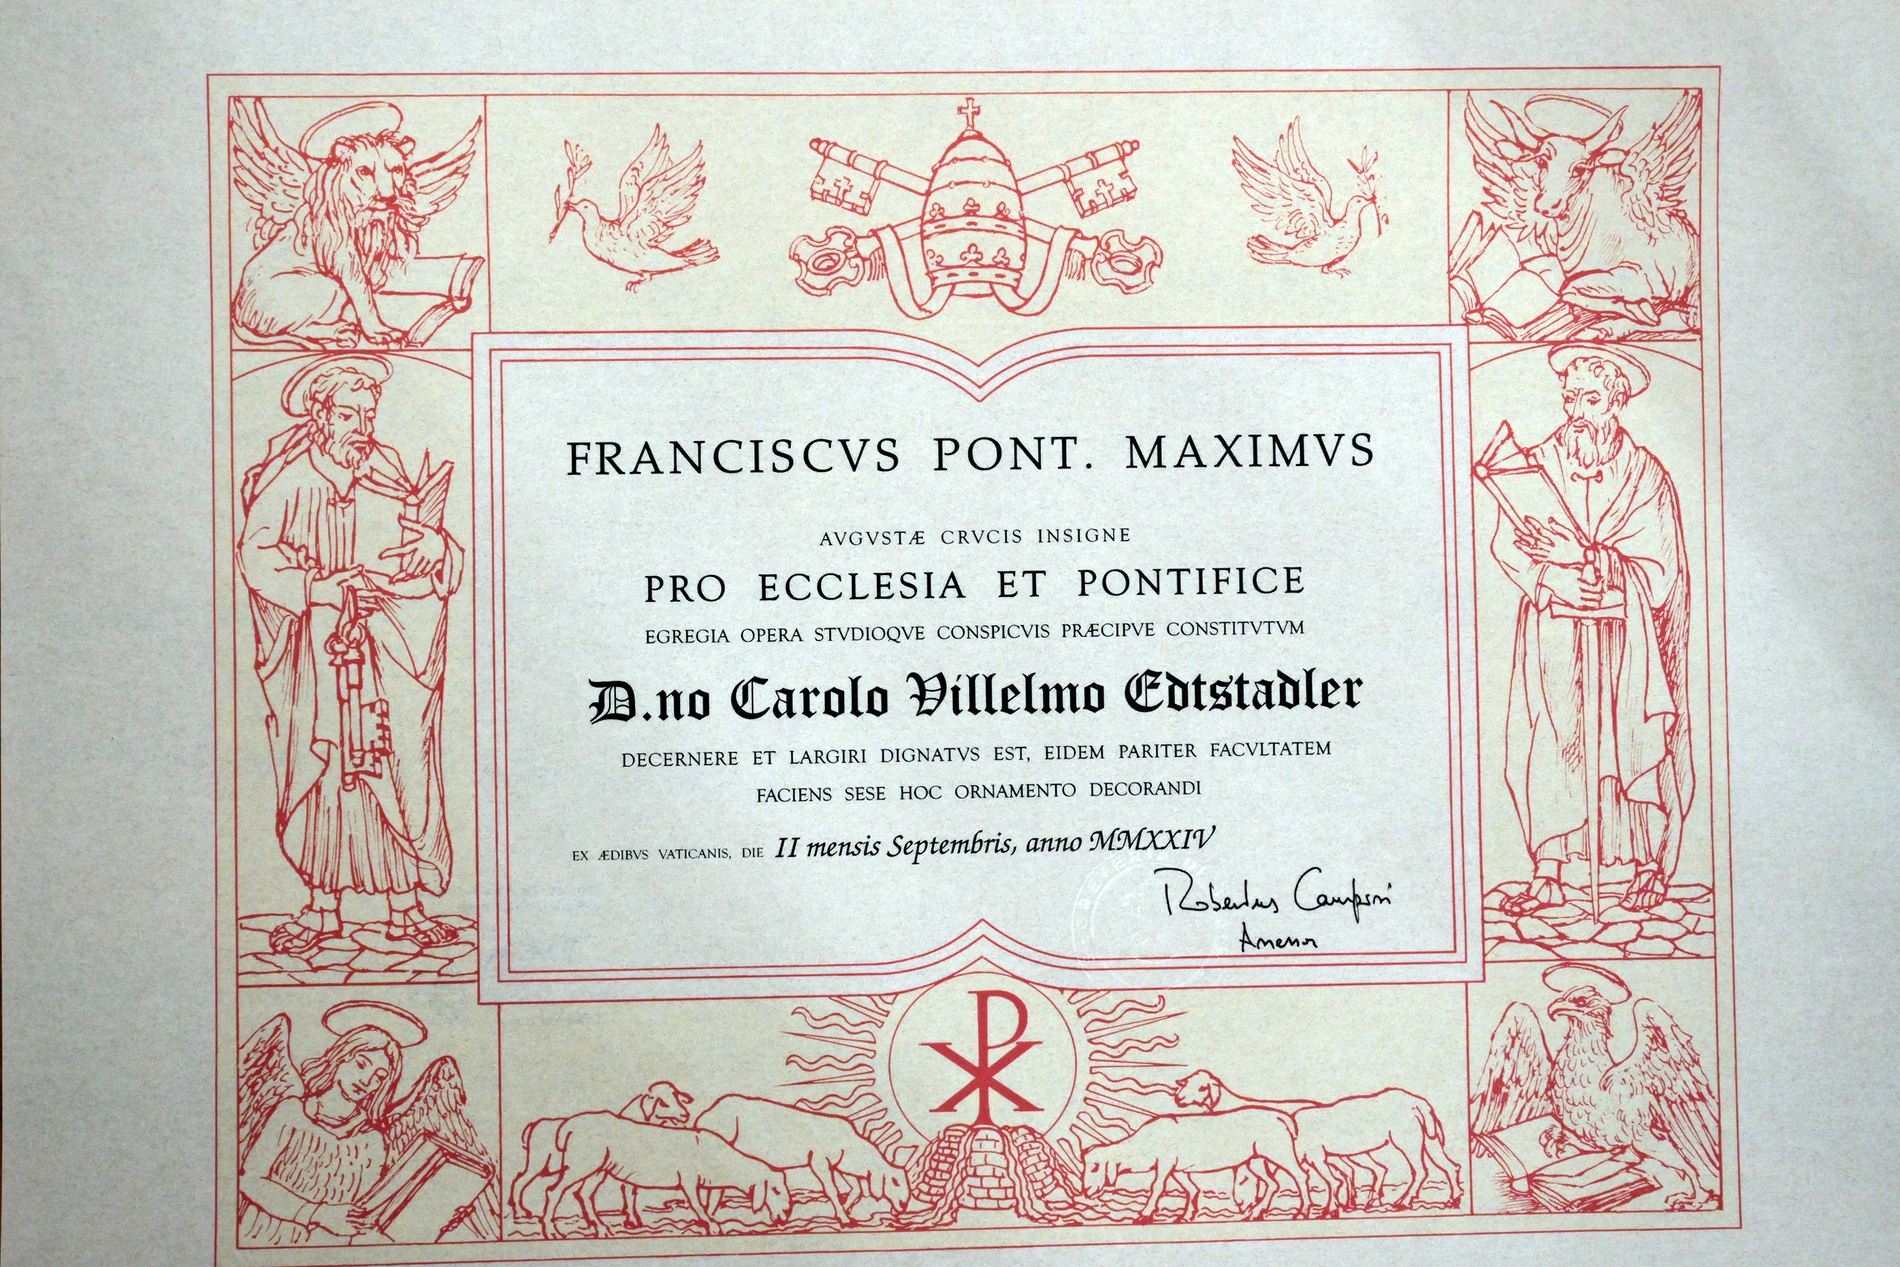 FRANCISCVS PONT. MAXIMVS
AVGVSTÆ CRVCIS INSIGNE
PRO ECCLESIA ET PONTIFICE
EGREGIA OPERA STVDIOQVE CONSPICVIS PRÆCIPVE CONSTITVTVM
D.no Carolo Villelmo Edtstadler
DECERNERE ET LARGIRI DIGNATVS EST, EIDEM PARITER FACVLTATEM
FACIENS SESE HOC ORNAMENTO DECORANDI
EX ÆDIBVS VATICANIS, DIE II mensis Septembris, anno MMXXIV
Robertus Campisi